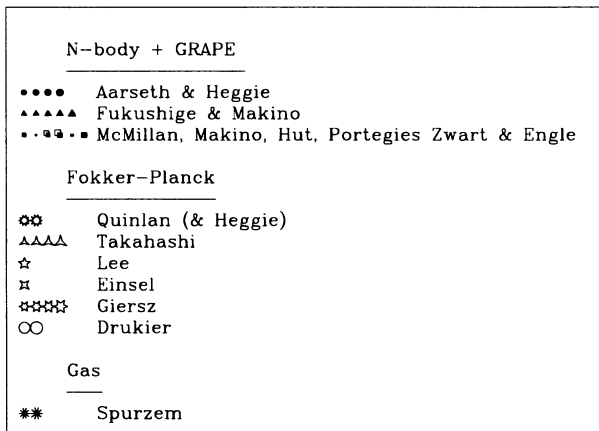 N-body + GRAPE
Aarseth & Heggie
Fukushige & Makino
McMillan, Makino, Hut, Portegies Zwart & Engle
Fokker-Planck
Quinlan (& Heggie)
Takahashi
Lee
Einsel
Giersz
Drukier
Gas
Spurzem